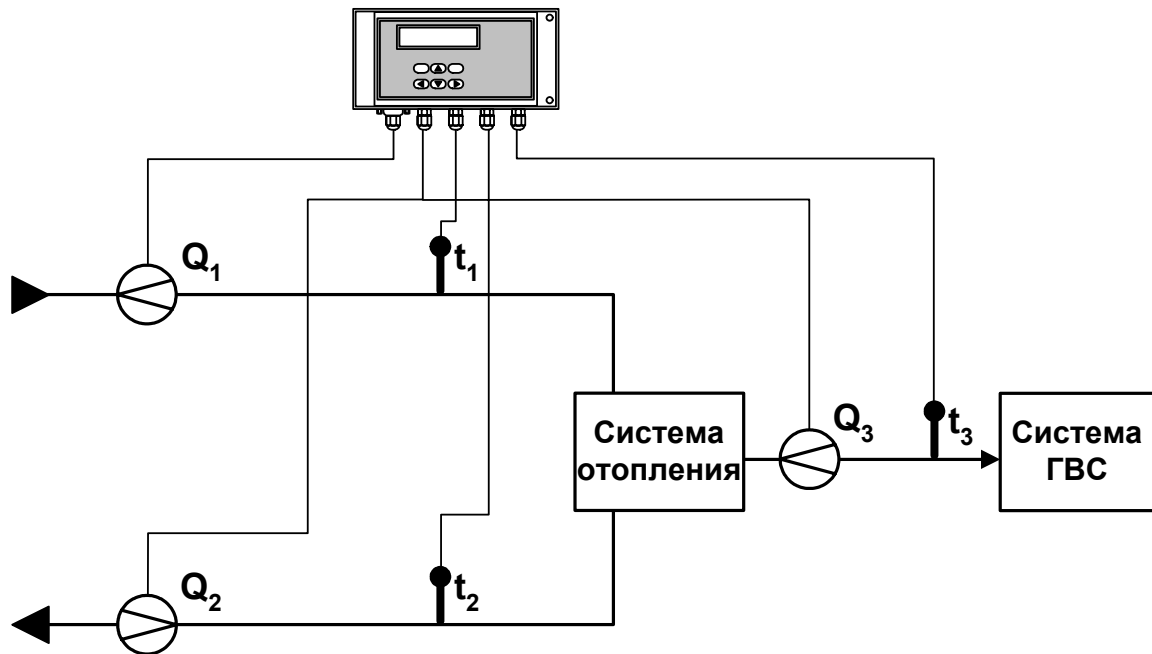 Q1
t1
Система
отопления
Q3
t3
Система
ГВС
Q2
t2